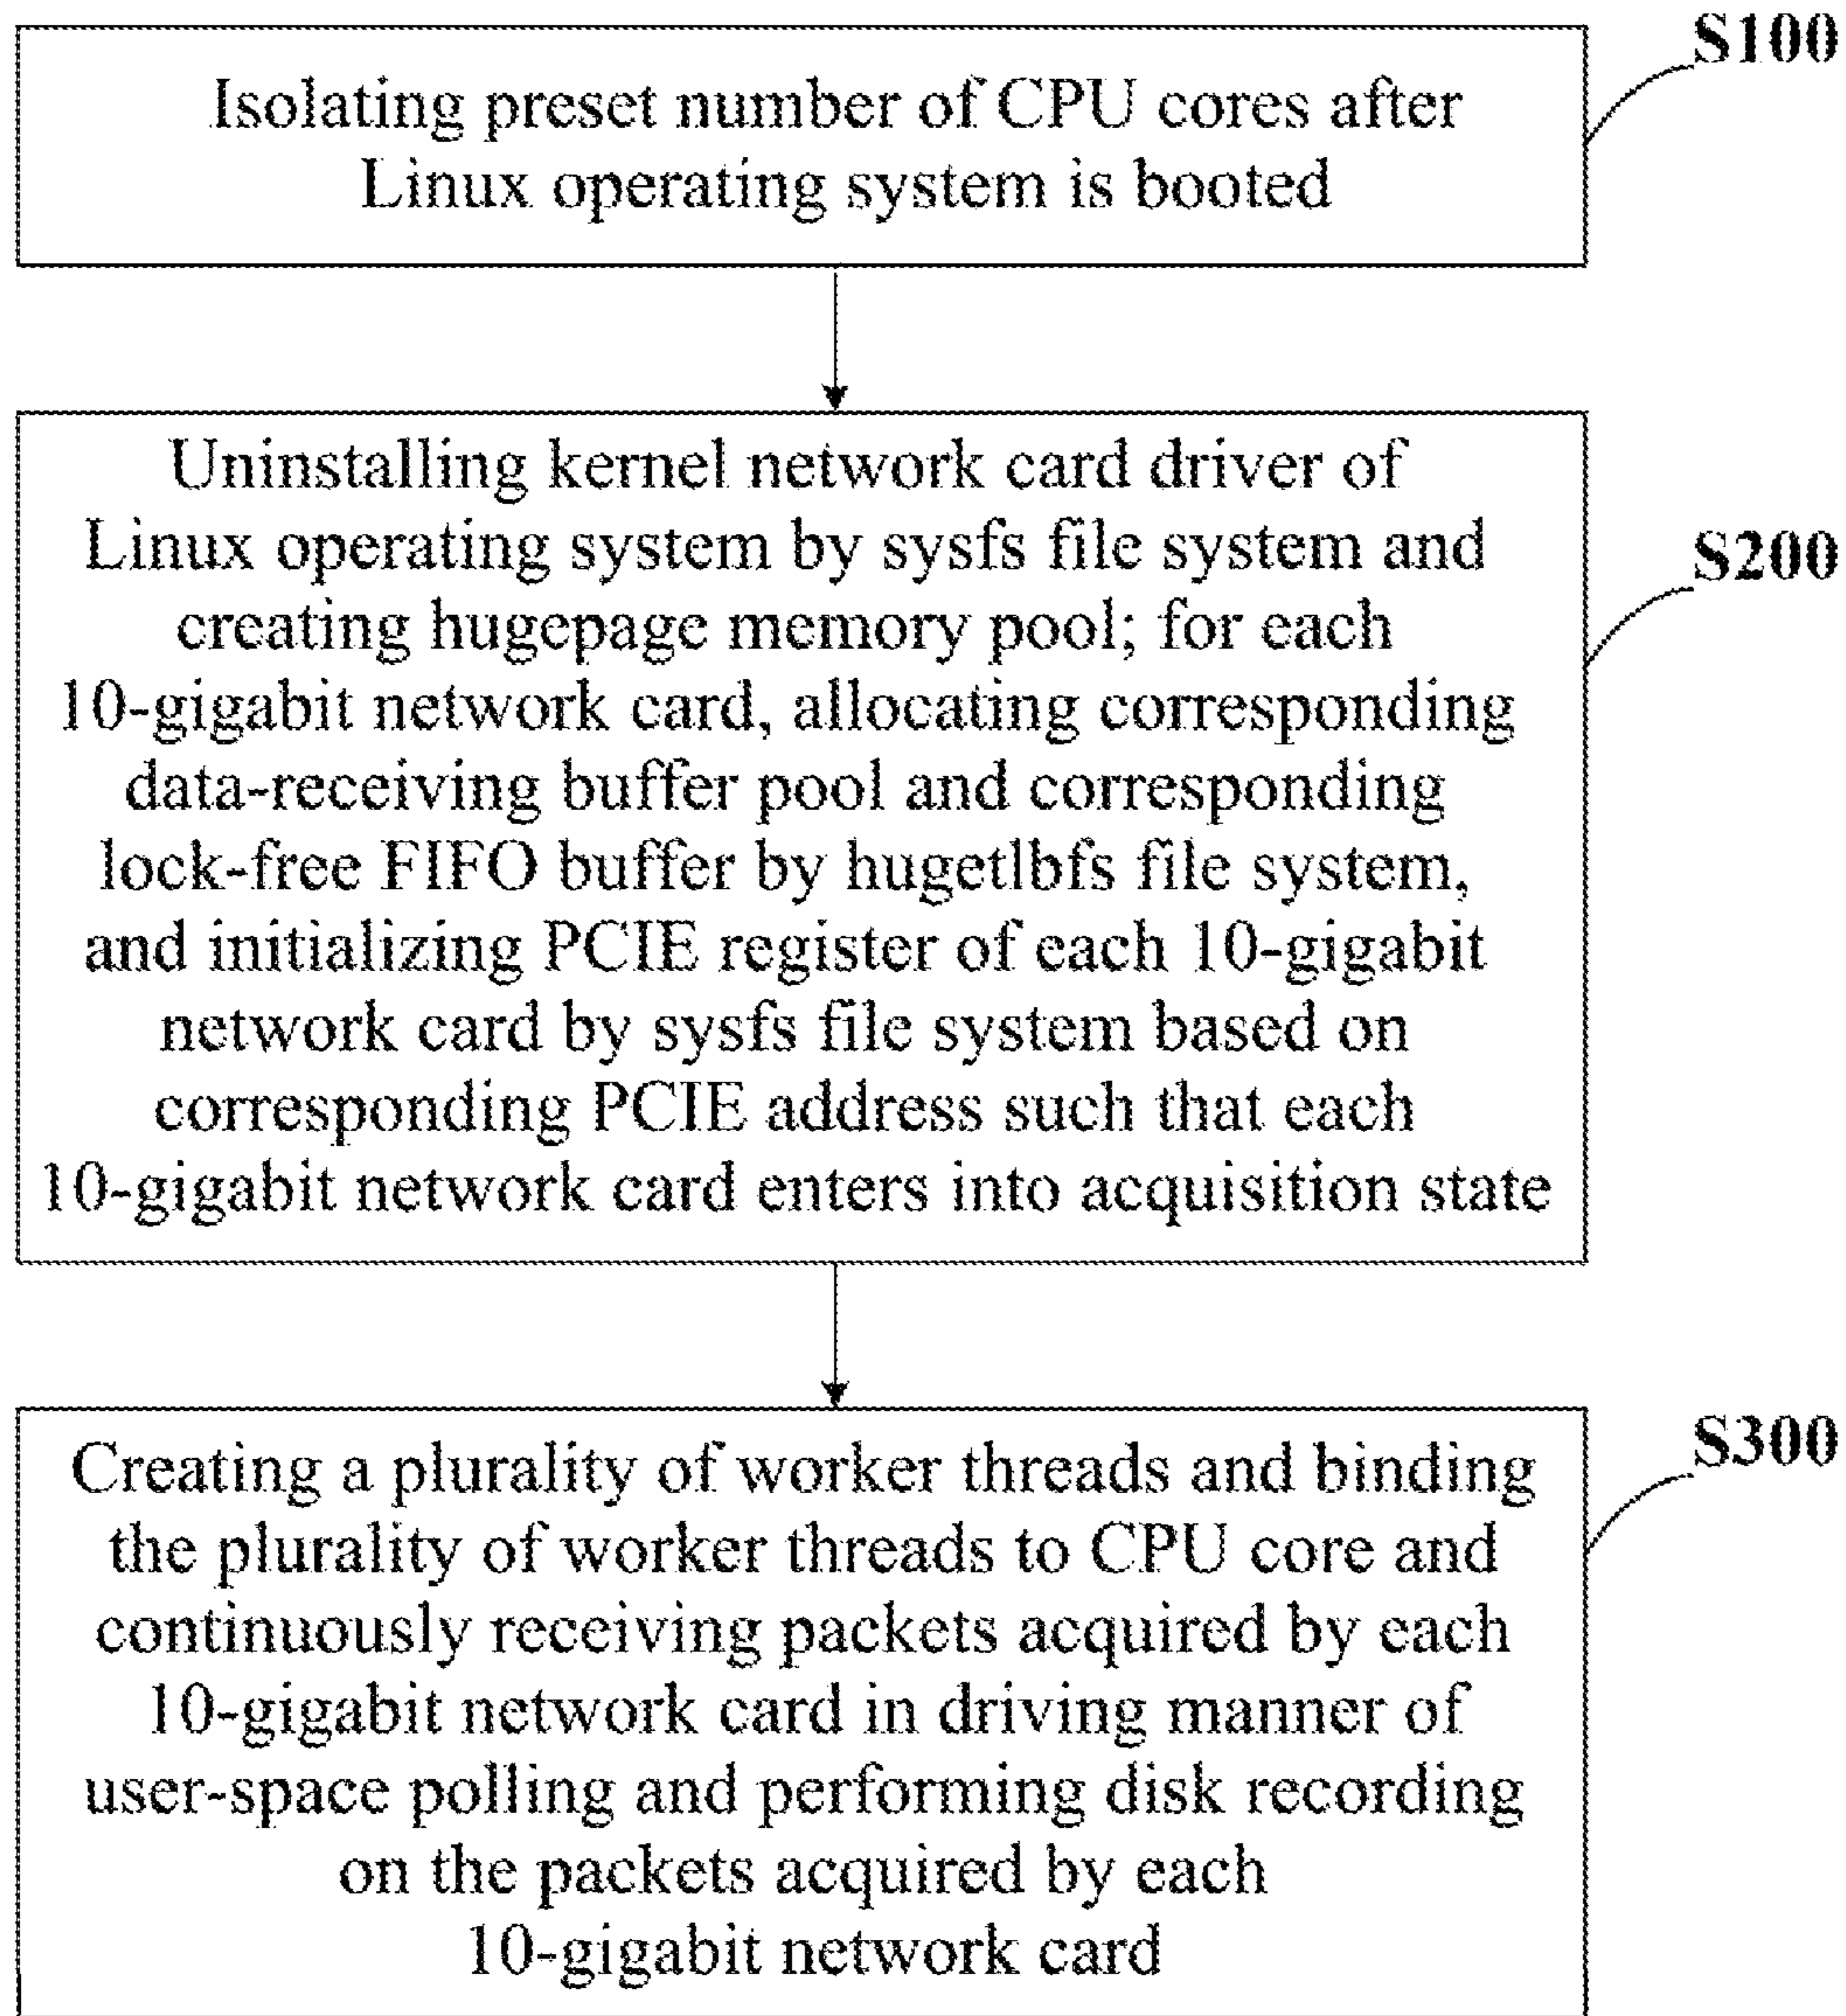 S100
Isolating preset number of CPU cores after
Linux operating system is booted
Uninstalling kernel network card driver of
Linux operating system by sysfs file system and
S200
creating hugepage memory pool; for each
10-gigabit network card, allocating corresponding
data-receiving buffer pool and corresponding
lock-free FIFO buffer by hugetlbfs file system,
and initializing PCIE register of each 10-gigabit
network card by sysfs file system based on
corresponding PCIE address such that each
10-gigabit network card enters into acquisition state
S300
Creating a plurality of worker threads and binding
the plurality of worker threads to CPU core and
continuously receiving packets acquired by each
10-gigabit network card in driving manner of
user-space polling and performing disk recording
on the packets acquired by each
10-gigabit network card